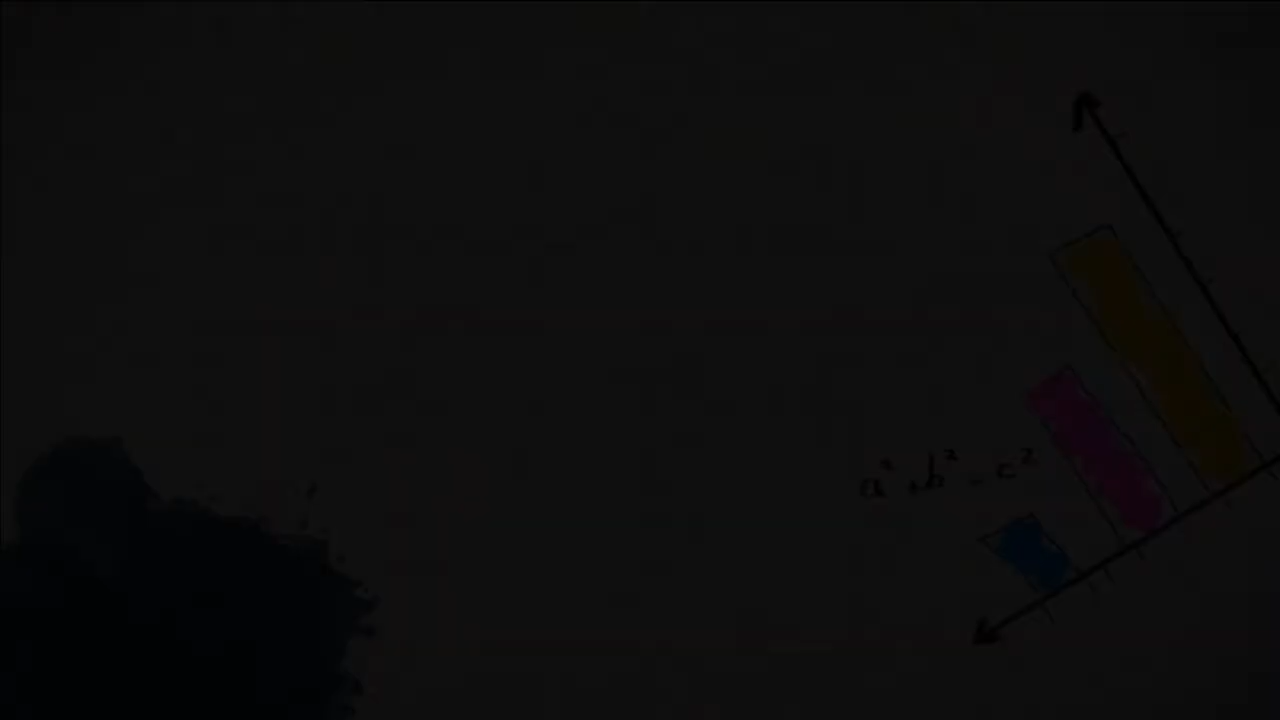 a² + b² = c²